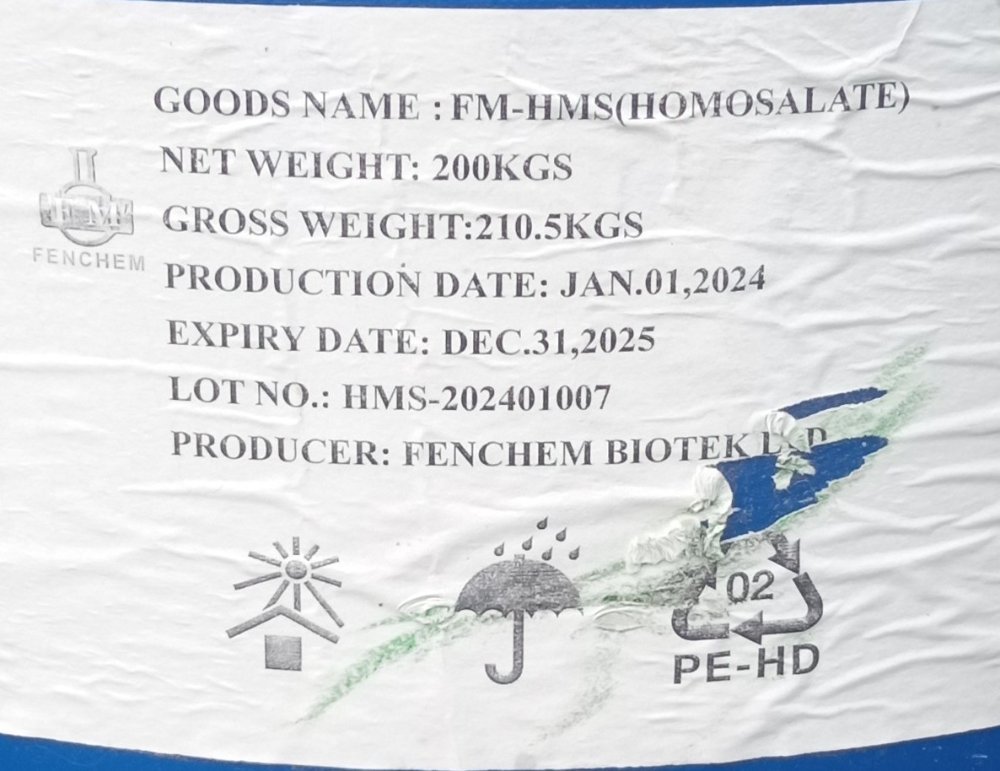 GOODS NAME : FM-HMS(HOMOSALATE)
NET WEIGHT: 200KGS
GROSS WEIGHT:210.5KGS
FENCHEM
PRODUCTION DATE: JAN.01,2024
EXPIRY DATE: DEC.31,2025
LOT NO.: HMS-202401007
PRODUCER: FENCHEM BIOTEK
02
PE-HD